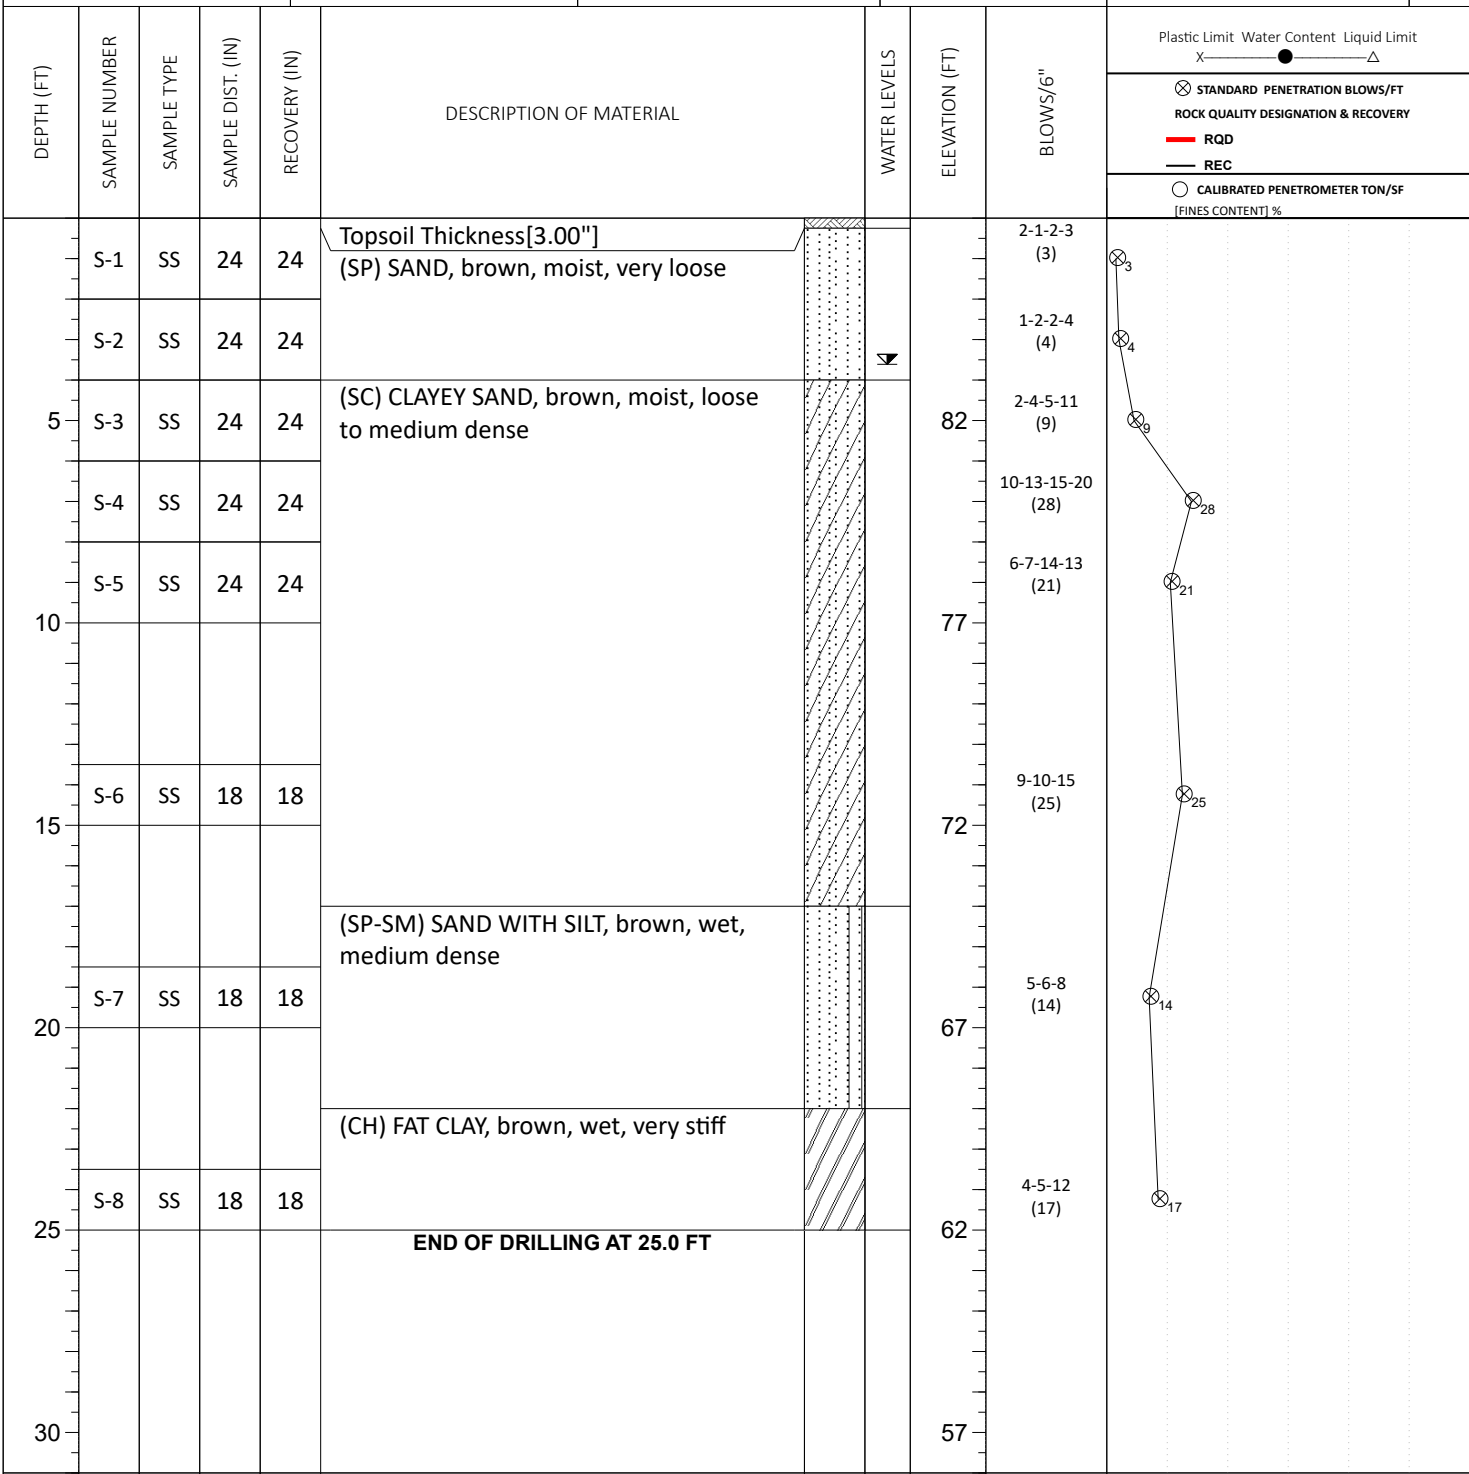 DEPTH (FT)
SAMPLE NUMBER
SAMPLE TYPE
SAMPLE DIST. (IN)
RECOVERY (IN)
DESCRIPTION OF MATERIAL
WATER LEVELS
ELEVATION (FT)
BLOWS/6"
Plastic Limit Water Content Liquid Limit
X
STANDARD PENETRATION BLOWS/FT
ROCK QUALITY DESIGNATION & RECOVERY
RQD
REC
CALIBRATED PENETROMETER TON/SF
[FINES CONTENT] %
Topsoil Thickness[3.00"]
S-1 SS 24 24 (SP) SAND, brown, moist, very loose 2-1-2-3
(3) 3
S-2 SS 24 24 1-2-2-4
(4) 4
(SC) CLAYEY SAND, brown, moist, loose
to medium dense
5 S-3 SS 24 24 82 2-4-5-11
(9) 9
S-4 SS 24 24 10-13-15-20
(28) 28
S-5 SS 24 24 6-7-14-13
(21) 21
10 77
S-6 SS 18 18 9-10-15
(25) 25
15 72
(SP-SM) SAND WITH SILT, brown, wet,
medium dense
S-7 SS 18 18 5-6-8
(14) 14
20 67
(CH) FAT CLAY, brown, wet, very stiff
S-8 SS 18 18 4-5-12
(17) 17
25 62
END OF DRILLING AT 25.0 FT
30 57